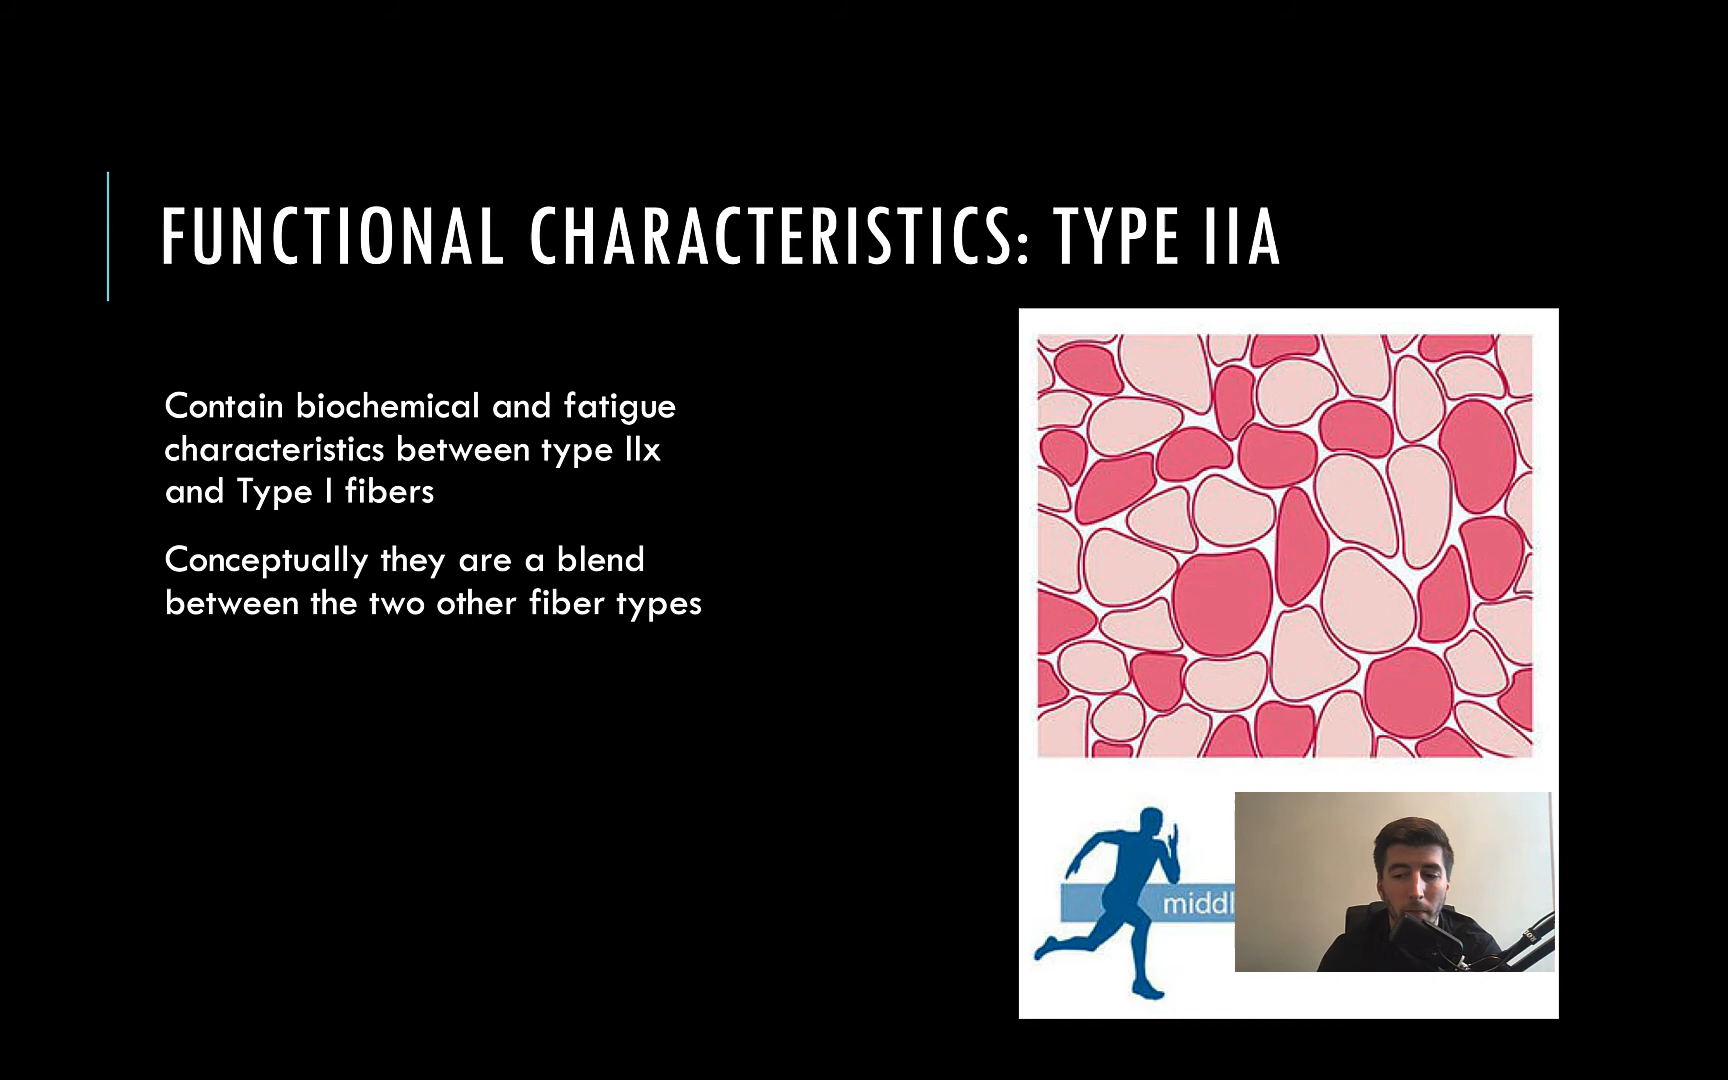 FUNCTIONAL CHARACTERISTICS: TYPE IIA
Contain biochemical and fatigue
characteristics between type IIx
and Type I fibers
Conceptually they are a blend
between the two other fiber types